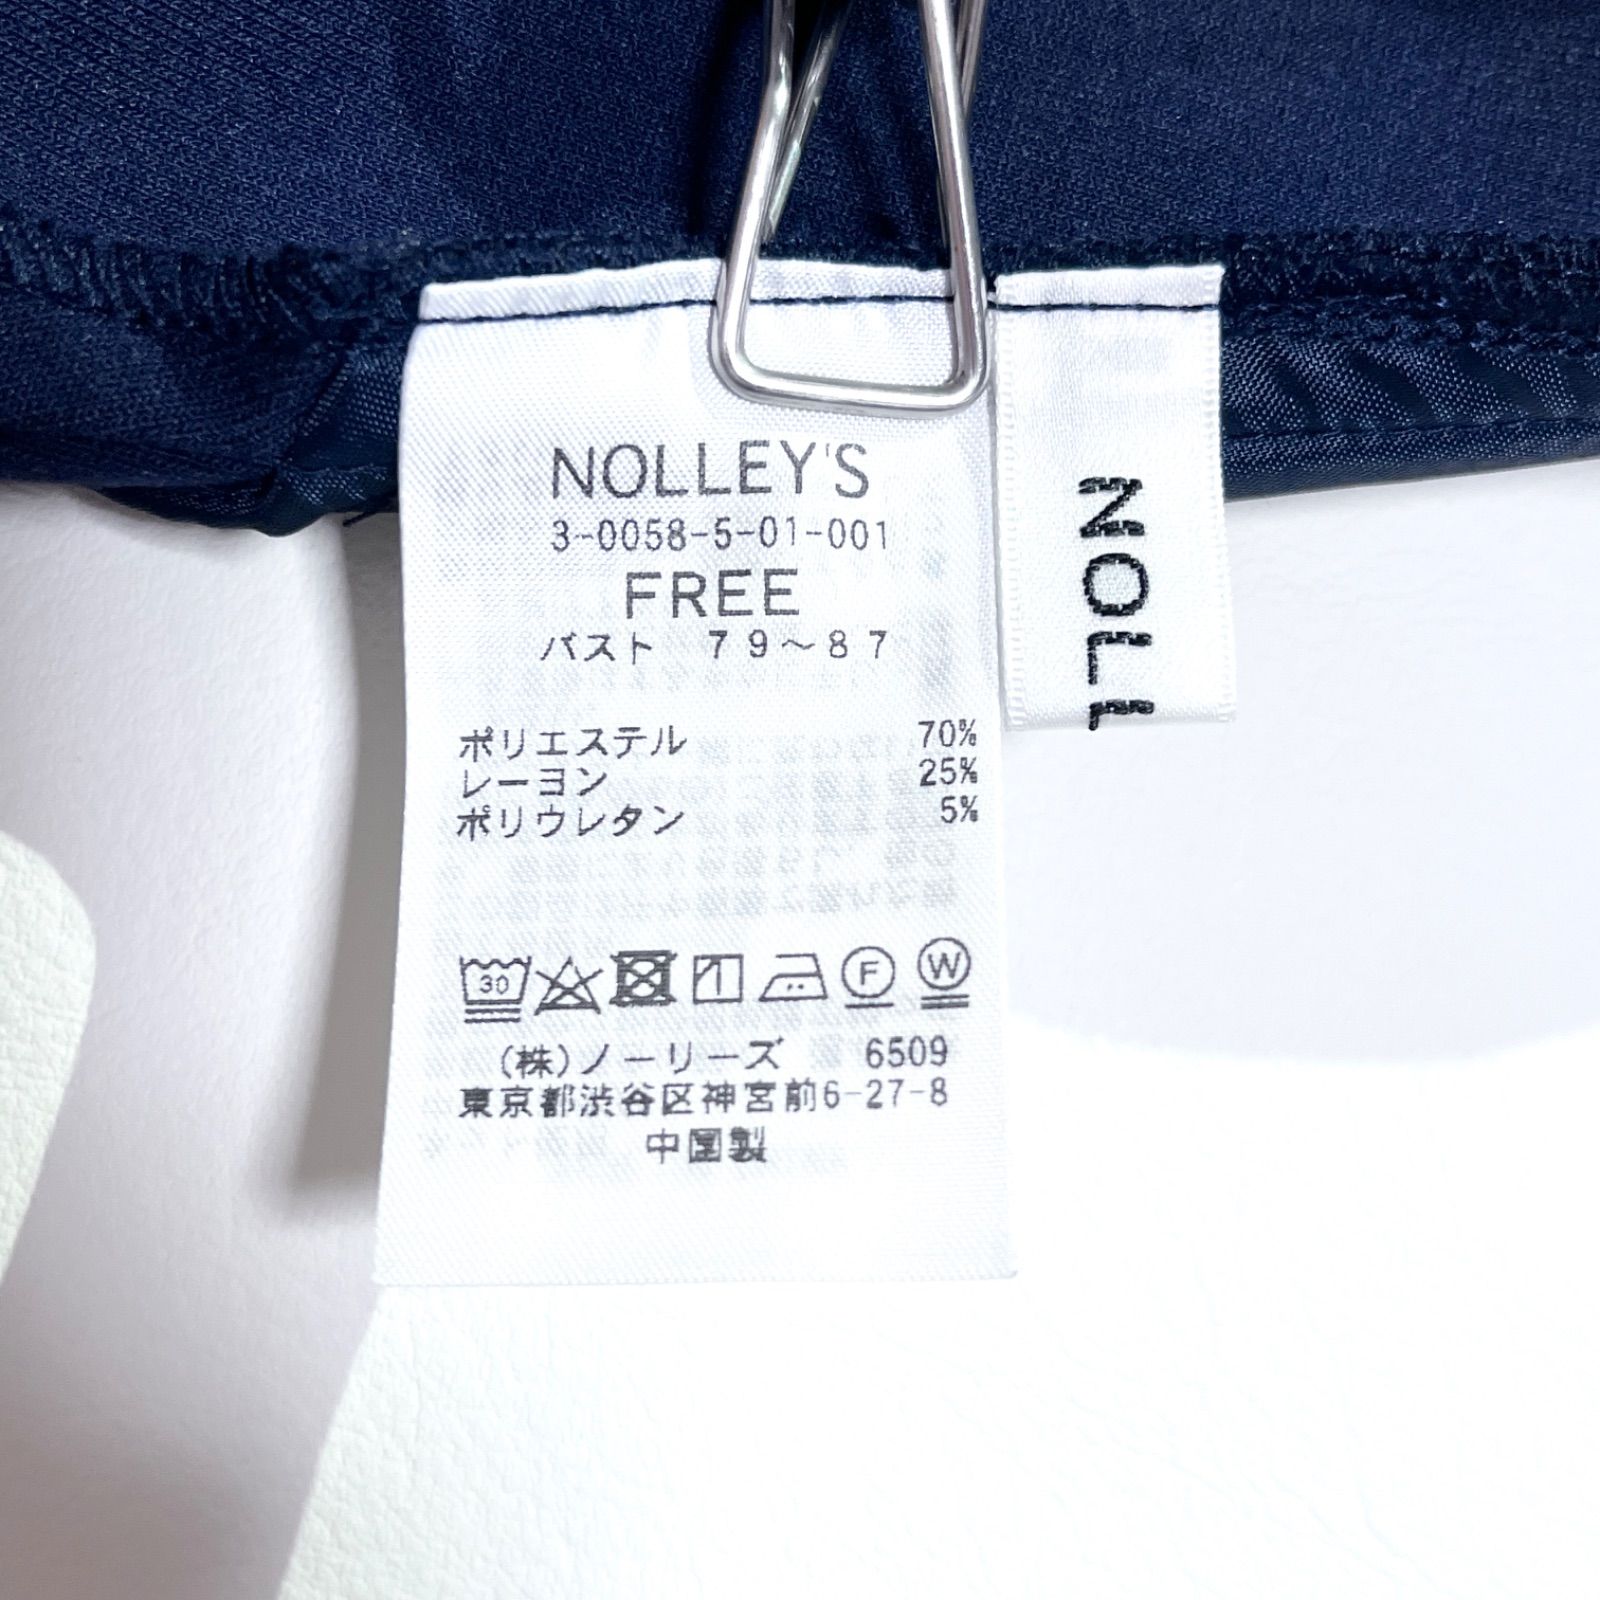 NOLLEY'S
3-0058-5-01-001
FREE
バスト 79~87
ポリエステル 70%
レーヨン 25%
ポリウレタン 5%
30
F
W
(株)ノーリーズ 6509
東京都渋谷区神宮前6-27-8
中国製
NOLL